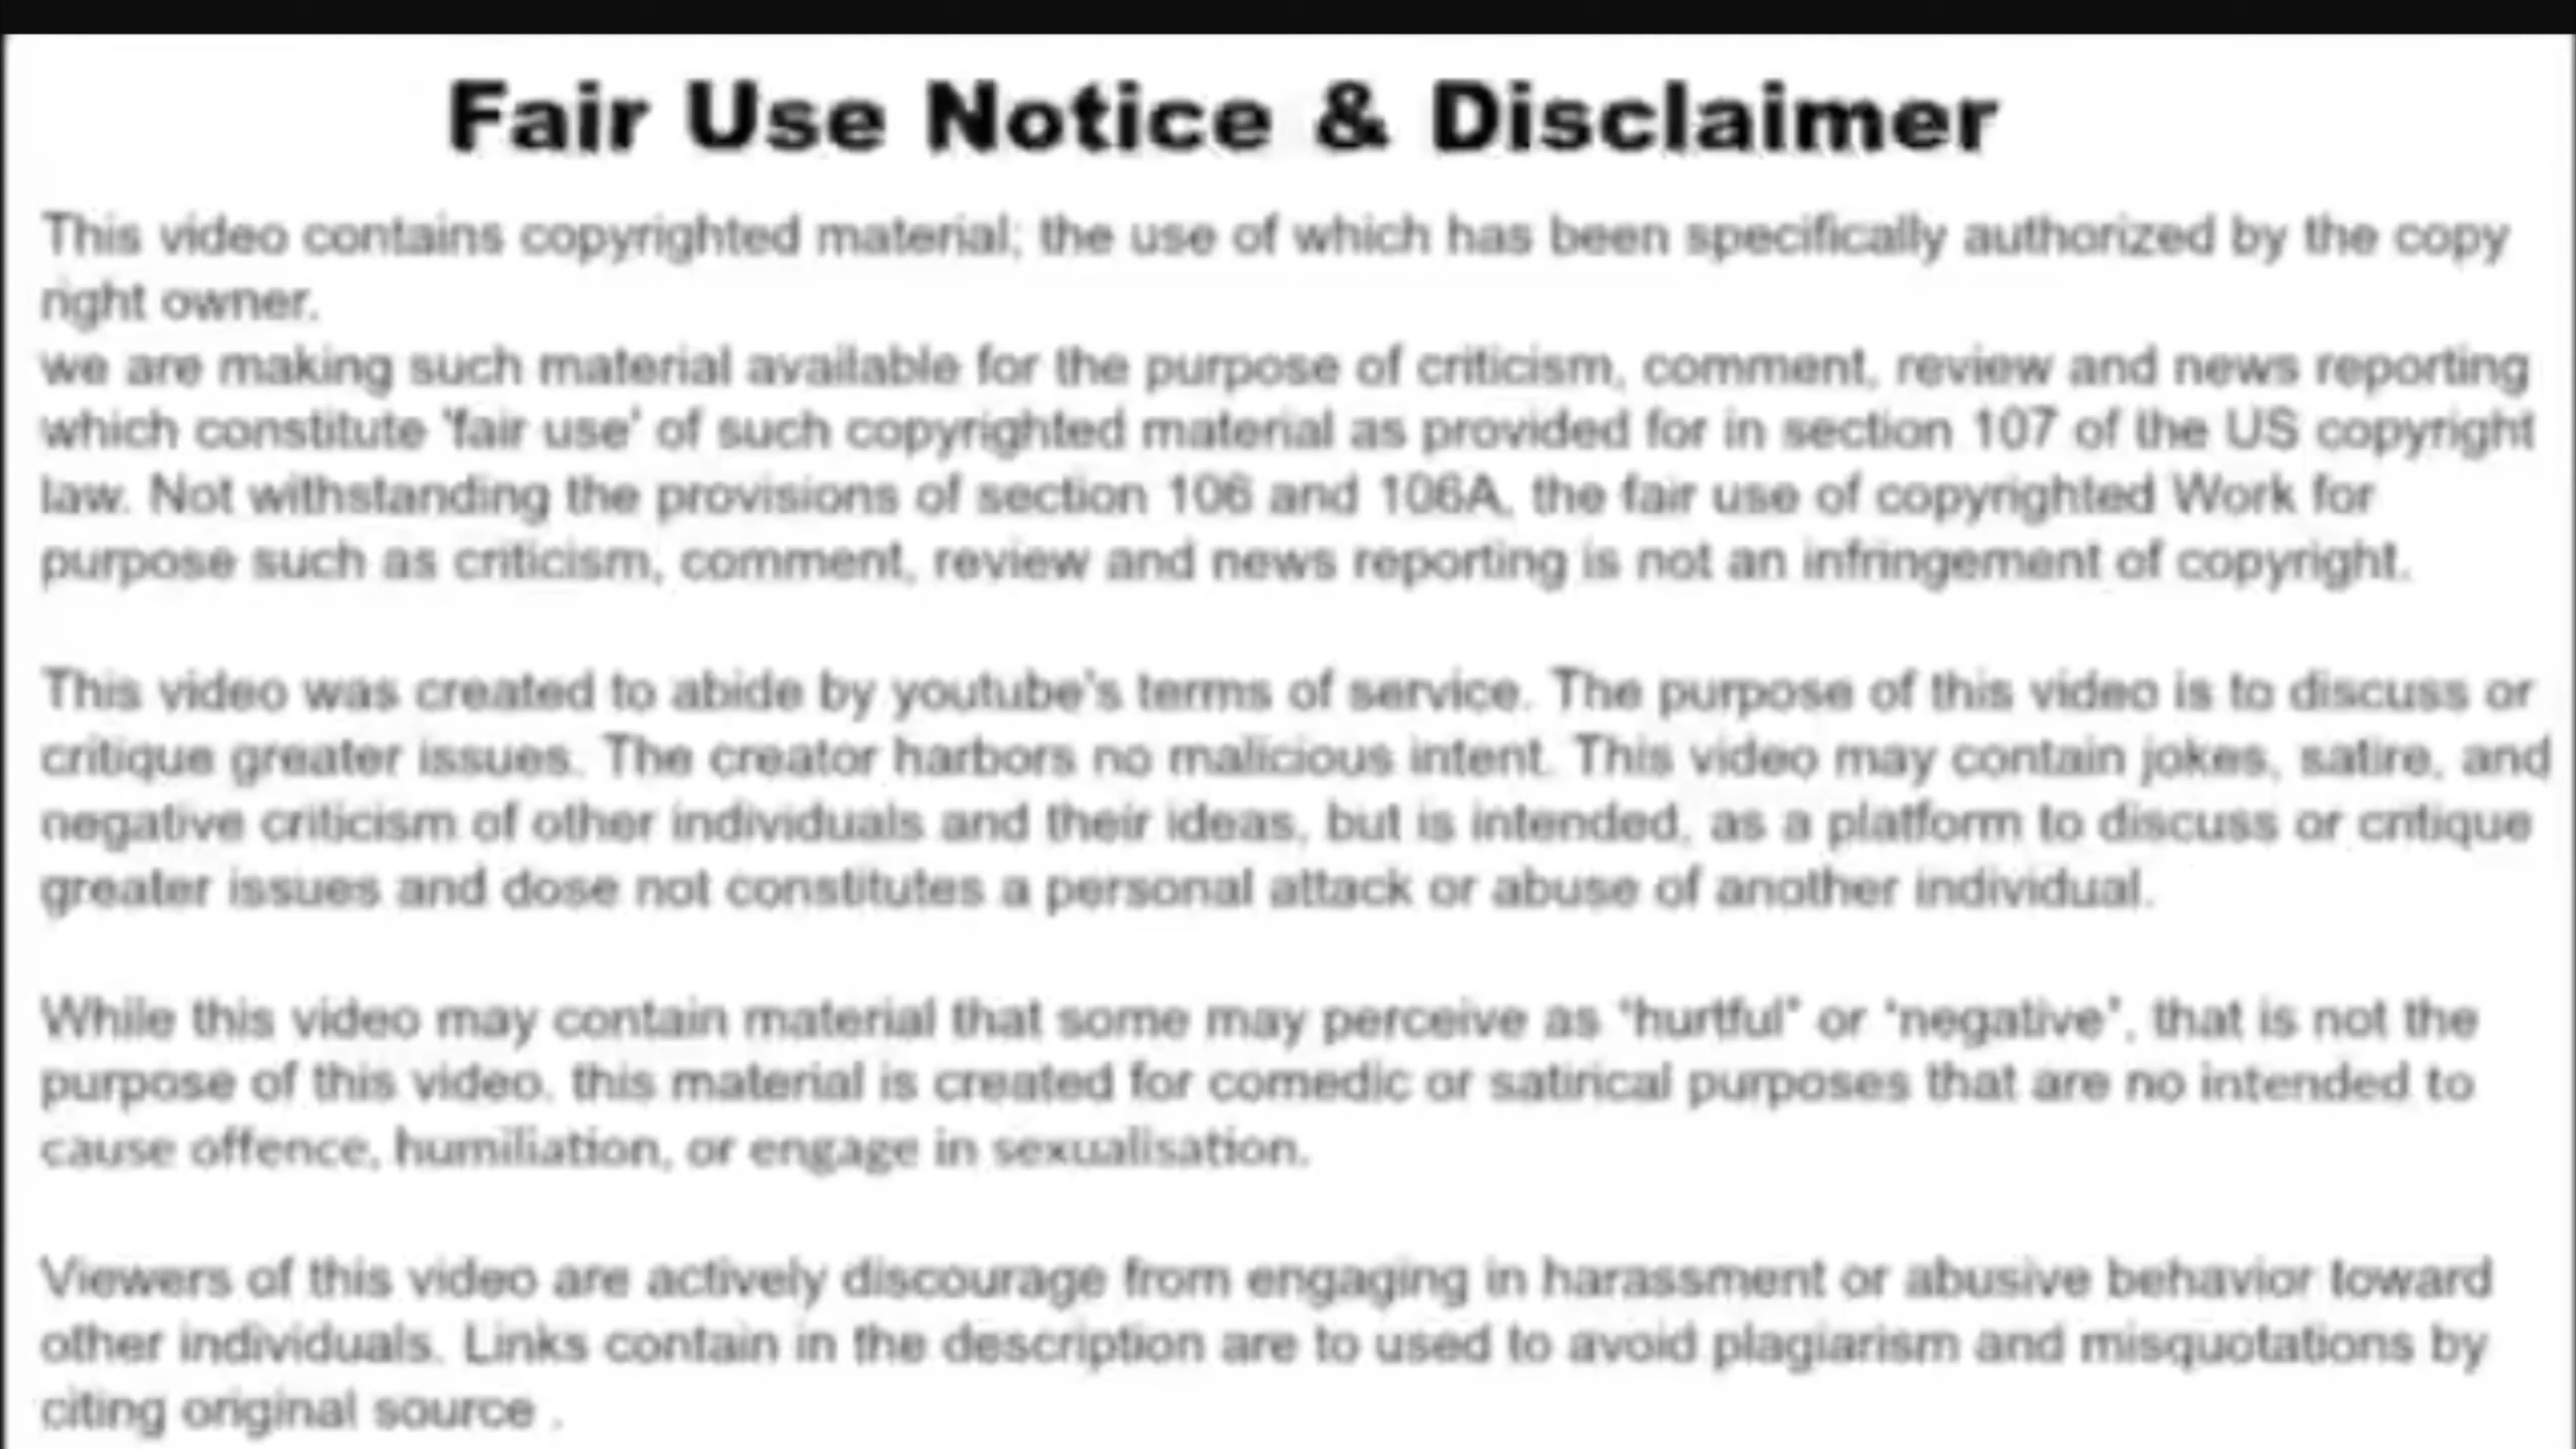 Fair Use Notice & Disclaimer
This video contains copyrighted material; the use of which has been specifically authorized by the copy
right owner.
we are making such material available for the purpose of criticism, comment, review and news reporting
which constitute 'fair use' of such copyrighted material as provided for in section 107 of the US copyright
law. Not withstanding the provisions of section 106 and 106A, the fair use of copyrighted Work for
purpose such as criticism, comment, review and news reporting is not an infringement of copyright.
This video was created to abide by youtube's terms of service. The purpose of this video is to discuss or
critique greater issues. The creator harbors no malicious intent. This video may contain jokes, satire, and
negative criticism of other individuals and their ideas, but is intended, as a platform to discuss or critique
greater issues and dose not constitutes a personal attack or abuse of another individual.
While this video may contain material that some may perceive as "hurtful" or "negative", that is not the
purpose of this video. this material is created for comedic or satirical purposes that are no intended to
cause offence, humiliation, or engage in sexualisation.
Viewers of this video are actively discourage from engaging in harassment or abusive behavior toward
other individuals. Links contain in the description are to used to avoid plagiarism and misquotations by
citing original source .